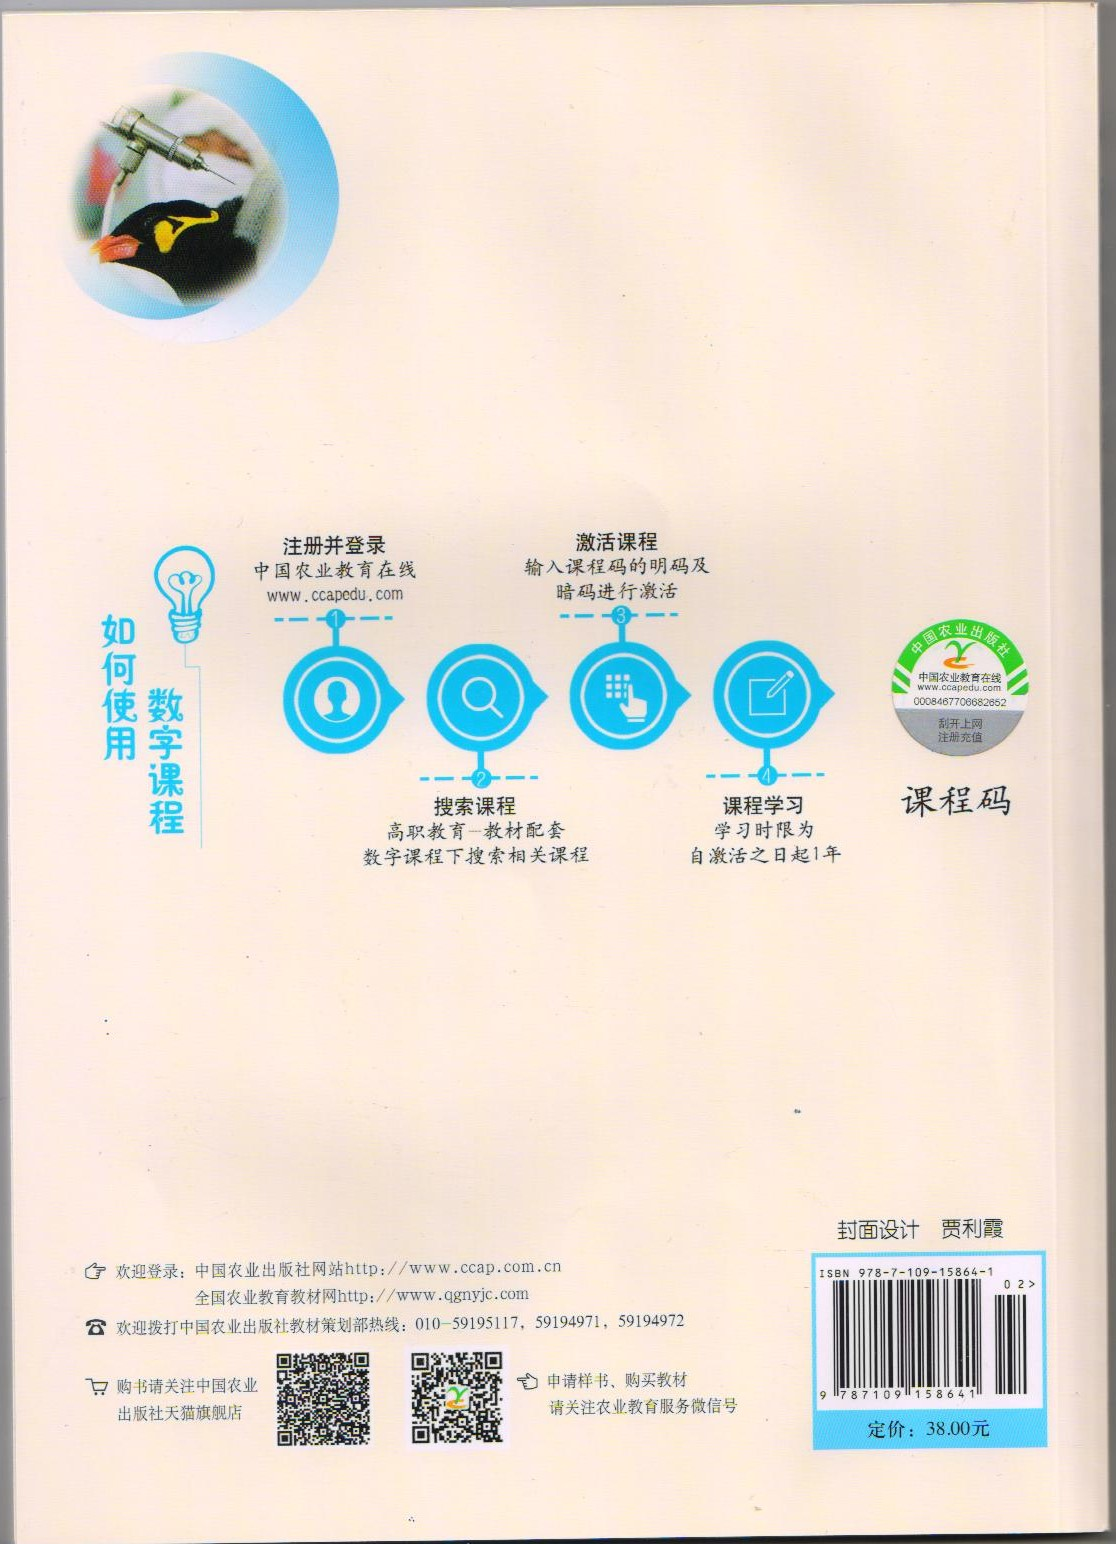 如何使用
数字课程
注册并登录
中国农业教育在线
www.ccapedu.com
1
2
搜索课程
高职教育—教材配套
数字课程下搜索相关课程
激活课程
输入课程码的明码及
暗码进行激活
3
4
课程学习
学习时限为
自激活之日起1年
中国农业出版社
中国农业教育在线
www.ccapedu.com
0008467706682652
刮开上网
注册充值
课程码
欢迎登录：中国农业出版社网站http://www.ccap.com.cn
全国农业教育教材网http://www.qgnyjc.com
欢迎拨打中国农业出版社教材策划部热线：010-59195117，59194971，59194972
购书请关注中国农业
出版社天猫旗舰店
申请样书、购买教材
请关注农业教育服务微信号
封面设计 贾利霞
ISBN 978-7-109-15864-1
02>
9 787109 158641
定价：38.00元